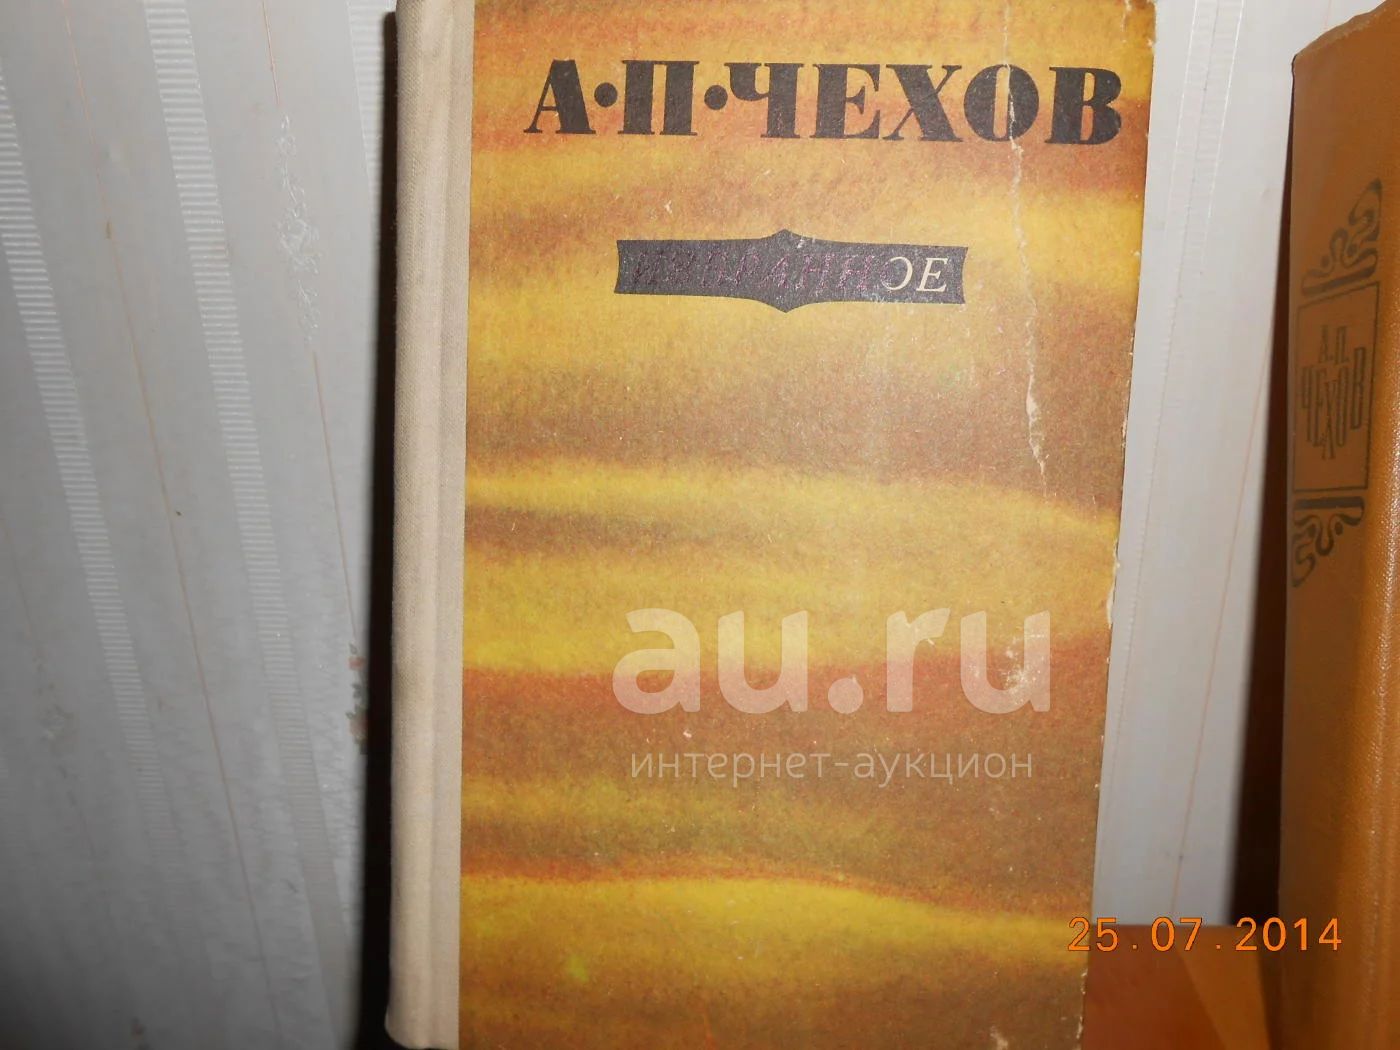 А·П·ЧЕХОВ
ИЗБРАННОЕ
А.П.
ЧЕХОВ
au.ru
интернет-аукцион
25.07.2014